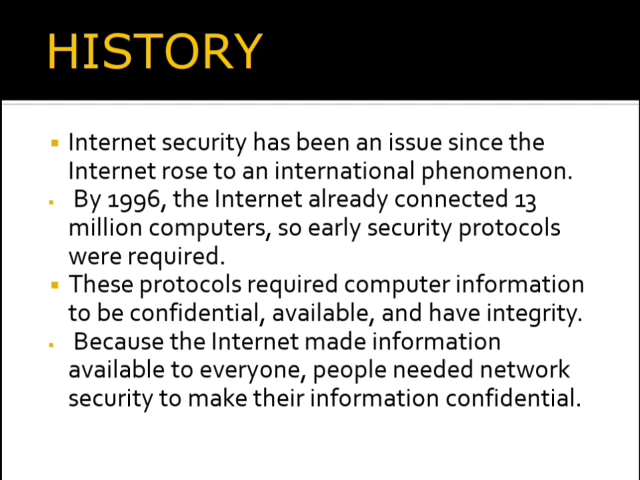 HISTORY
Internet security has been an issue since the
Internet rose to an international phenomenon.
By 1996, the Internet already connected 13
million computers, so early security protocols
were required.
These protocols required computer information
to be confidential, available, and have integrity.
Because the Internet made information
available to everyone, people needed network
security to make their information confidential.